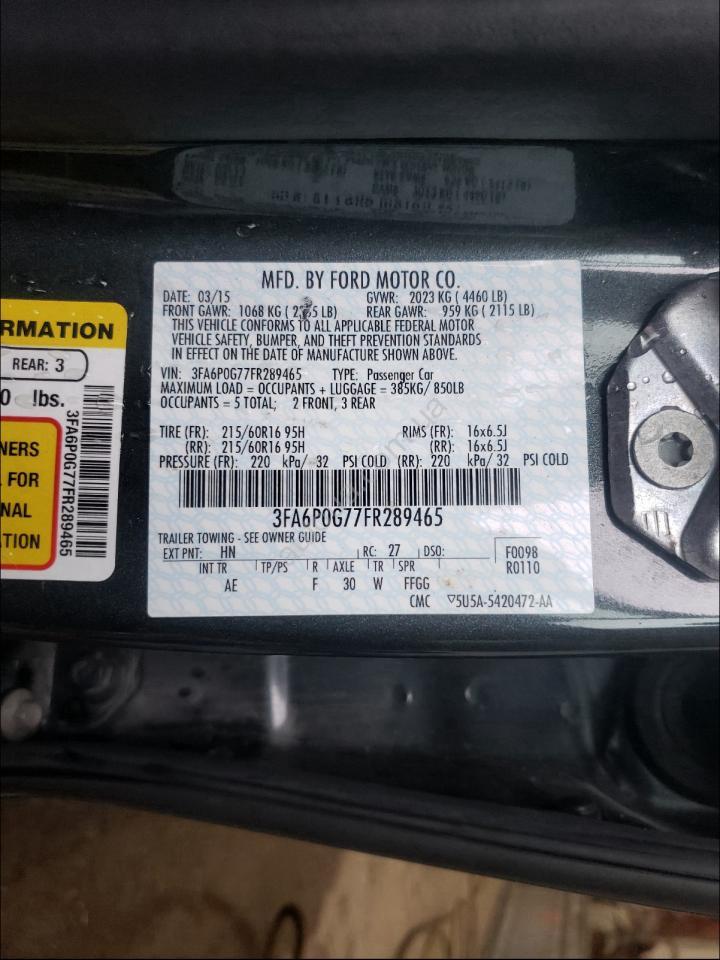 MFD. BY FORD MOTOR CO.
DATE: 03/15 GVWR: 2023 KG ( 4460 LB)
FRONT GAWR: 1068 KG ( LB) REAR GAWR: 959 KG ( 2115 LB)
THIS VEHICLE CONFORMS TO ALL APPLICABLE FEDERAL MOTOR
VEHICLE SAFETY, BUMPER, AND THEFT PREVENTION STANDARDS
IN EFFECT ON THE DATE OF MANUFACTURE SHOWN ABOVE.
VIN: 3FA6P0G77FR289465 TYPE: Passenger Car
MAXIMUM LOAD = OCCUPANTS + LUGGAGE = 385KG/ 850LB
OCCUPANTS = 5 TOTAL; 2 FRONT, 3 REAR
TIRE (FR): 215/60R16 95H RIMS (FR): 16x6.5J
(RR): 215/60R16 95H (RR): 16x6.5J
PRESSURE (FR): 220 kPa/ 32 PSI COLD (RR): 220 kPa/ 32 PSI COLD
3FA6P0G77FR289465
TRAILER TOWING - SEE OWNER GUIDE
EXT PNT: HN RC: 27 DSO: F0098
INT TR TP/PS R AXLE TR SPR R0110
AE F 30 W FFGG
CMC ▽5U5A-5420472-AA
ORMATION
REAR: 3
0 lbs.
NERS
FOR
NAL
ATION
3FA6P0G77FR289465